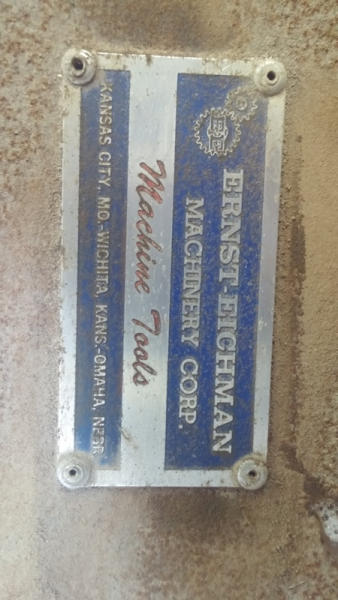 ERNST-EICHMAN
MACHINERY CORP.
Machine Tools
KANSAS CITY, MO.-WICHITA, KANS.-OMAHA, NEBR.